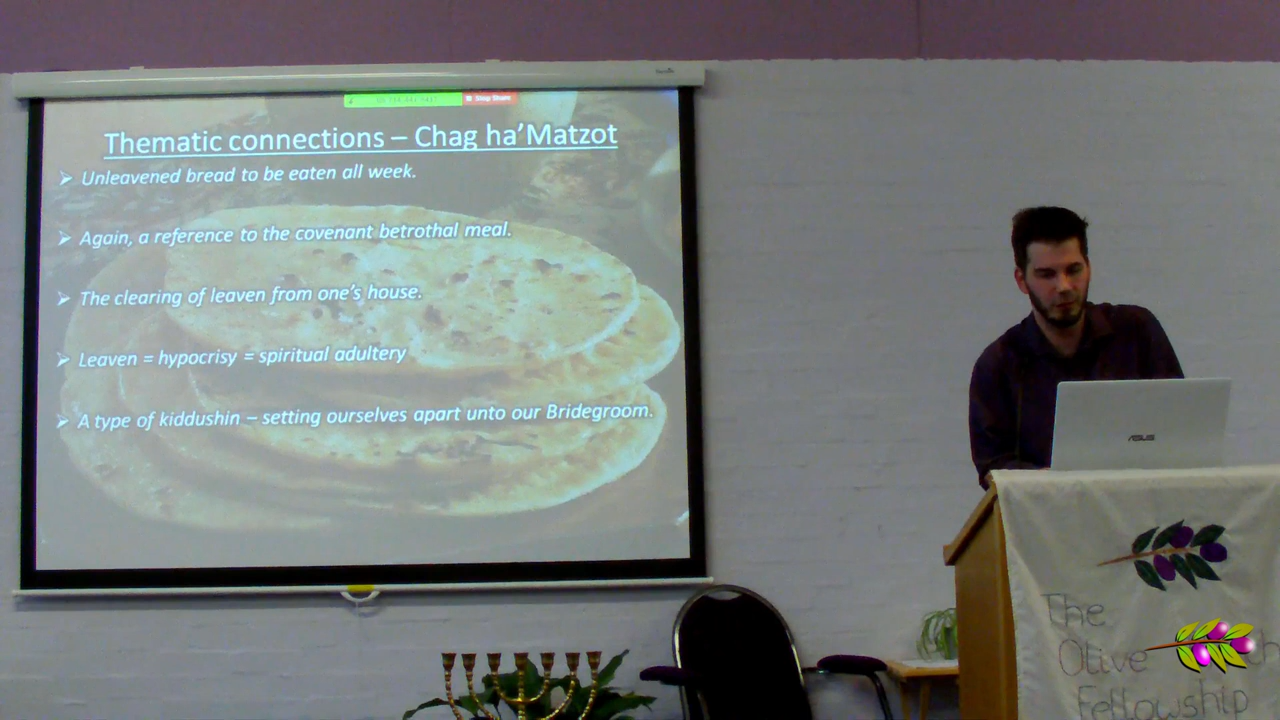 Stop Share
Thematic connections – Chag ha'Matzot
➢ Unleavened bread to be eaten all week.
➢ Again, a reference to the covenant betrothal meal.
➢ The clearing of leaven from one's house.
➢ Leaven = hypocrisy = spiritual adultery
➢ A type of kiddushin – setting ourselves apart unto our Bridegroom.
ASUS
The
Olive
Fellowship